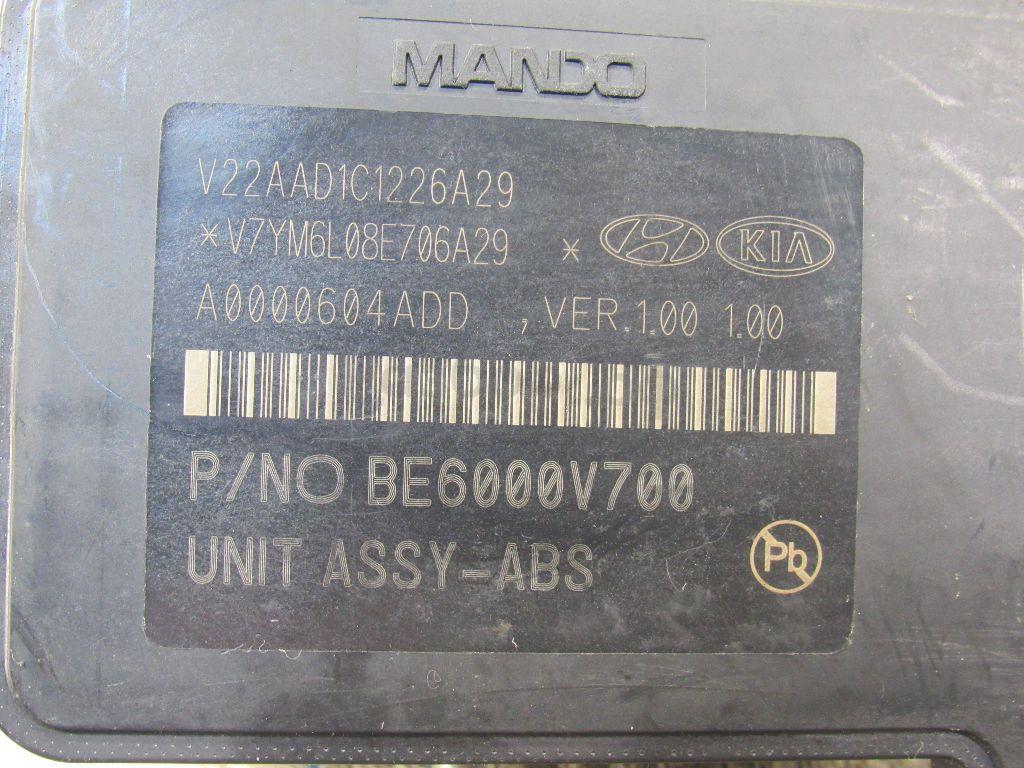 MANDO
V22AAD1C1226A29
*V7YM6L08E706A29 * KIA
A0000604ADD , VER.1.00 1.00
P/NO BE6000V700
UNIT ASSY-ABS
Pb